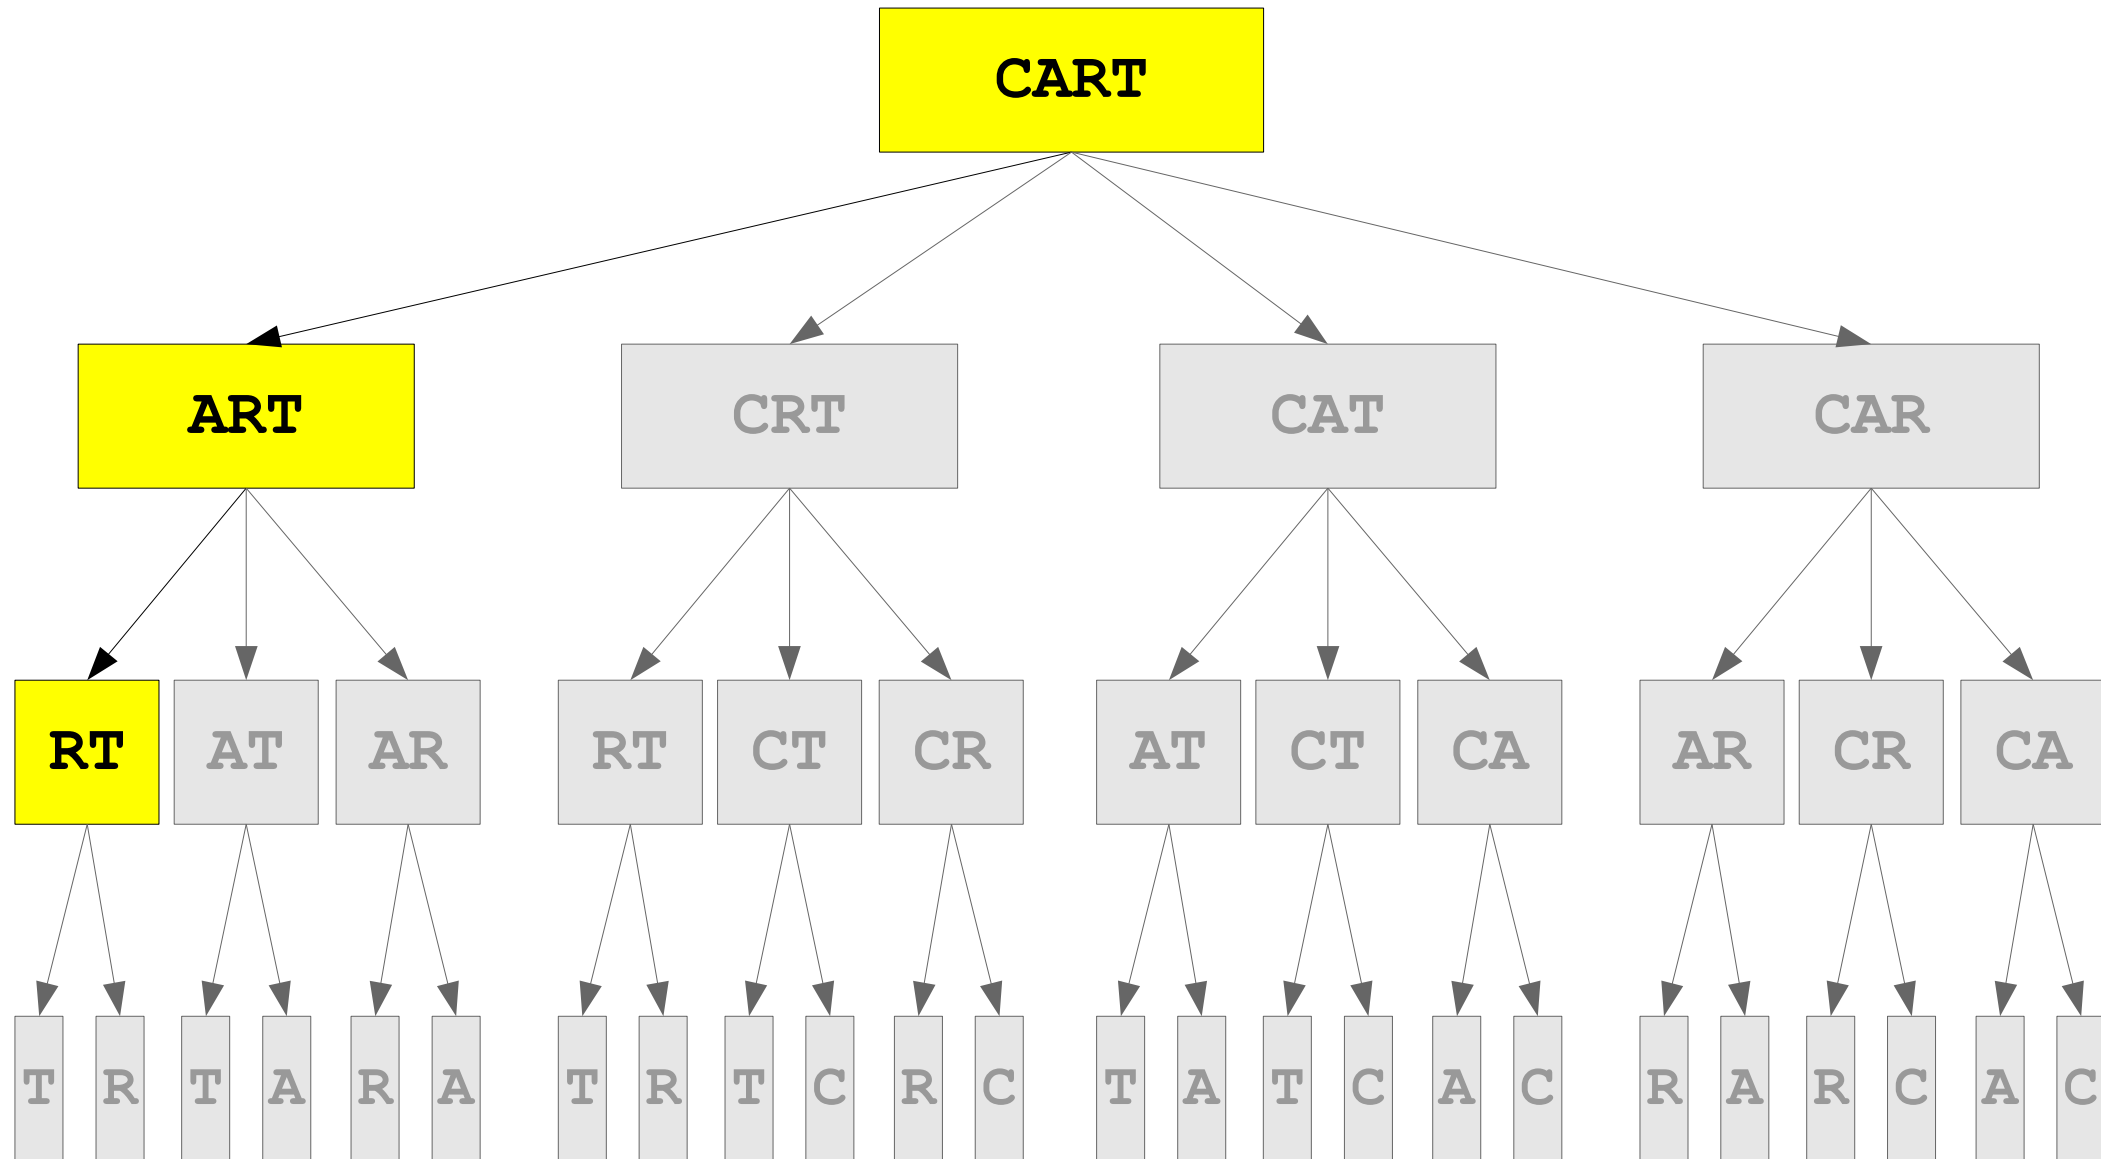 CART
ART CRT CAT CAR
RT AT AR RT CT CR AT CT CA AR CR CA
T R T A R A T R T C R C T A T C A C R A R C A C